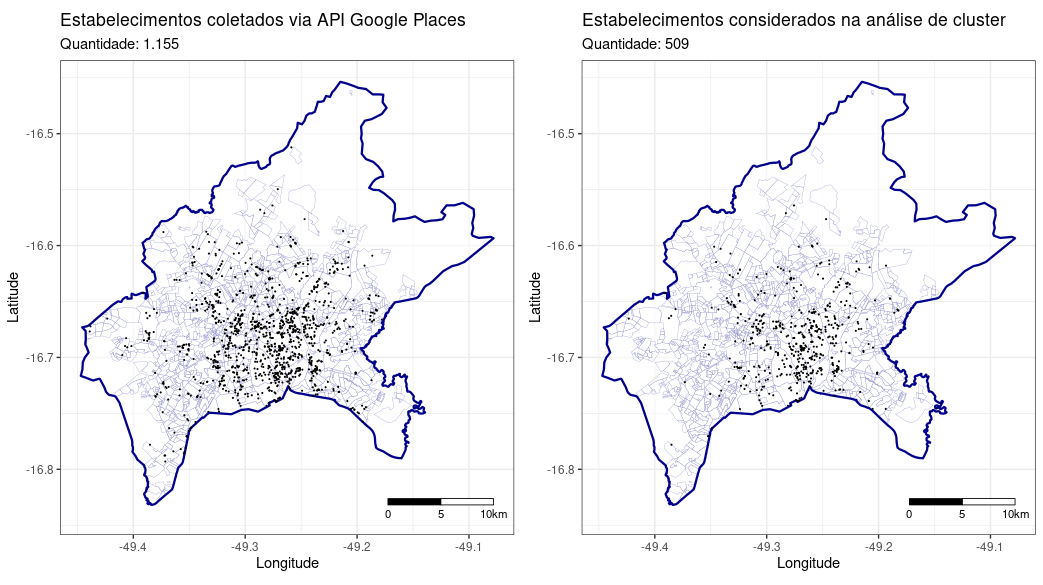 Estabelecimentos coletados via API Google Places
Quantidade: 1.155
Latitude
-16.5
-16.6
-16.7
-16.8
0 5 10km
-49.4 -49.3 -49.2 -49.1
Longitude
Estabelecimentos considerados na análise de cluster
Quantidade: 509
Latitude
-16.5
-16.6
-16.7
-16.8
0 5 10km
-49.4 -49.3 -49.2 -49.1
Longitude